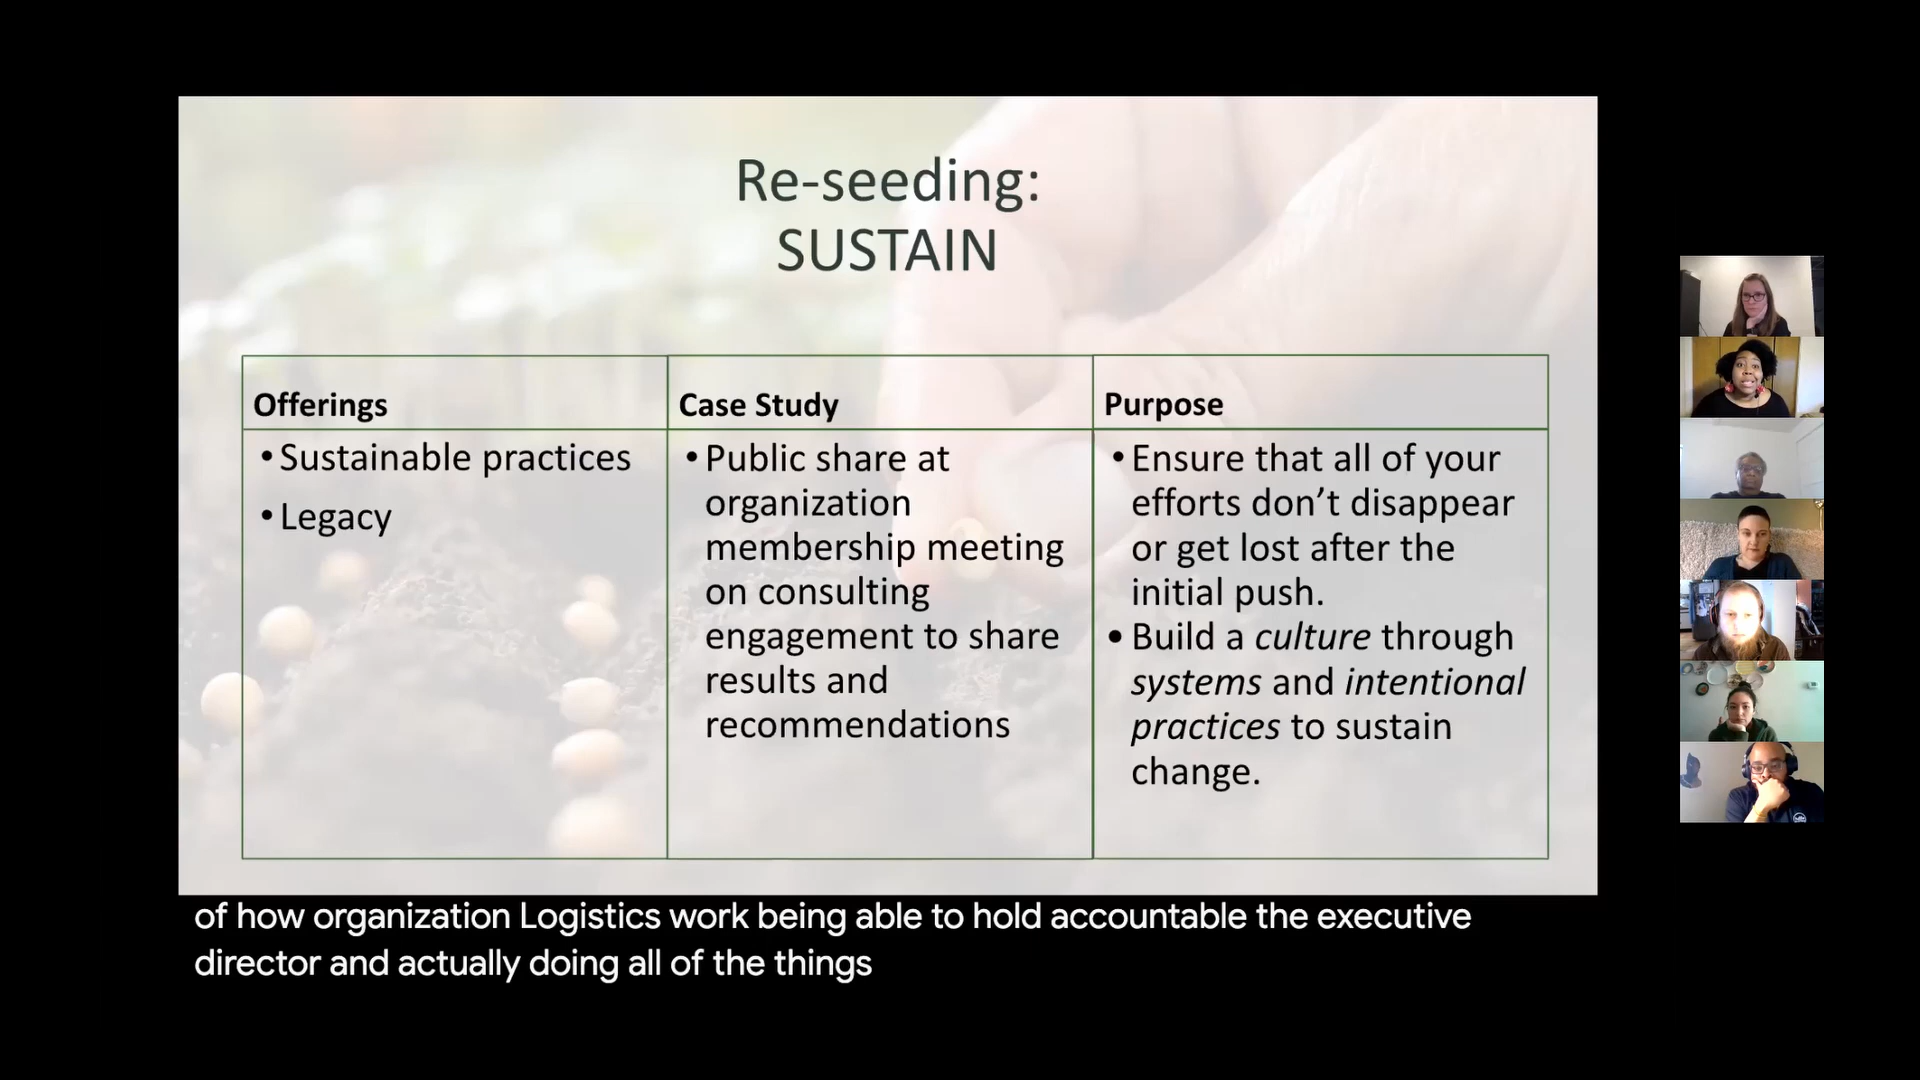 Re-seeding:
SUSTAIN
Offerings
• Sustainable practices
• Legacy
Case Study
• Public share at
organization
membership meeting
on consulting
engagement to share
results and
recommendations
Purpose
• Ensure that all of your
efforts don’t disappear
or get lost after the
initial push.
• Build a culture through
systems and intentional
practices to sustain
change.
of how organization Logistics work being able to hold accountable the executive
director and actually doing all of the things